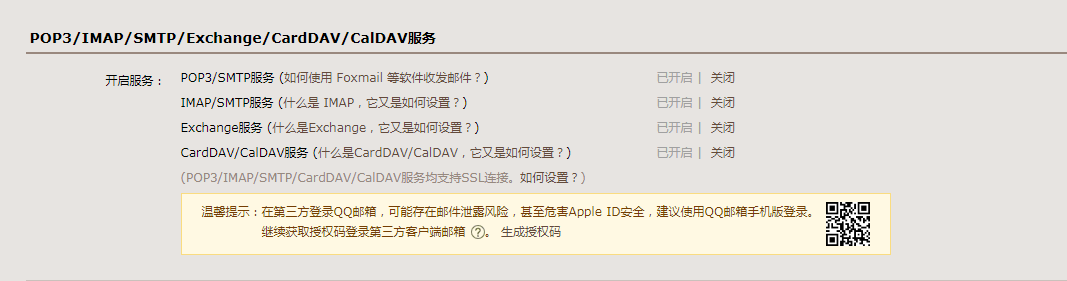 POP3/IMAP/SMTP/Exchange/CardDAV/CalDAV服务
开启服务： POP3/SMTP服务 (如何使用 Foxmail 等软件收发邮件？) 已开启 | 关闭
IMAP/SMTP服务 (什么是 IMAP，它又是如何设置？) 已开启 | 关闭
Exchange服务 (什么是Exchange，它又是如何设置？) 已开启 | 关闭
CardDAV/CalDAV服务 (什么是CardDAV/CalDAV，它又是如何设置？) 已开启 | 关闭
(POP3/IMAP/SMTP/CardDAV/CalDAV服务均支持SSL连接。如何设置？)
温馨提示：在第三方登录QQ邮箱，可能存在邮件泄露风险，甚至危害Apple ID安全，建议使用QQ邮箱手机版登录。
继续获取授权码登录第三方客户端邮箱 ? 。 生成授权码